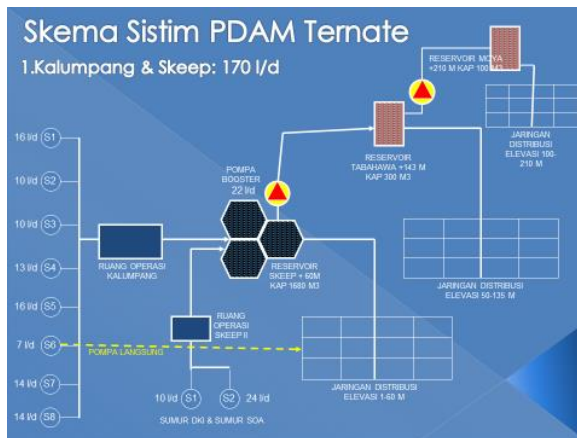 Skema Sistim PDAM Ternate
1.Kalumpang & Skeep: 170 l/d
RESERVOIR MOYA
+210 M KAP 100 M3
JARINGAN
DISTRIBUSI
ELEVASI 100-
210 M
RESERVOIR
TABAHAWA +143 M
KAP 300 M3
POMPA
BOOSTER
22 l/d
16 l/d S1
10 l/d S2
10 l/d S3
13 l/d S4
16 l/d S5
7 l/d S6
14 l/d S7
14 l/d S8
RUANG OPERASI
KALUMPANG
RESERVOIR
SKEEP + 60M
KAP 1680 M3
JARINGAN DISTRIBUSI
ELEVASI 50-135 M
RUANG
OPERASI
SKEEP II
POMPA LANGSUNG
10 l/d S1 S2 24 l/d
SUMUR DKI & SUMUR SOA
JARINGAN DISTRIBUSI
ELEVASI 1-60 M